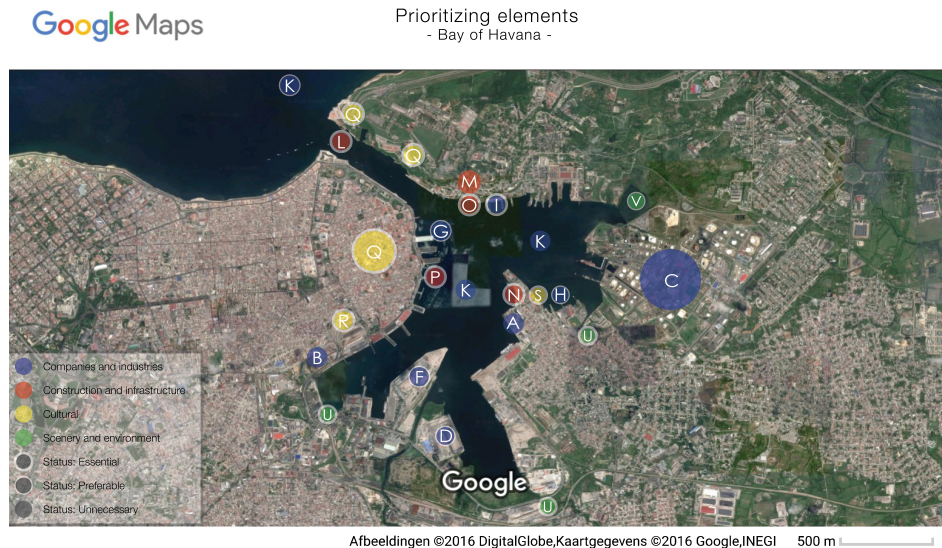 Google Maps
Prioritizing elements
- Bay of Havana -
K
Q
L
Q
M
O
I
V
G
Q
K
C
P
K
N
S
H
R
A
U
B
F
U
D
Companies and industries
Construction and infrastructure
Cultural
Scenery and environment
Status: Essential
Status: Preferable
Status: Unnecessary
Google
U
Afbeeldingen ©2016 DigitalGlobe,Kaartgegevens ©2016 Google,INEGI 500 m